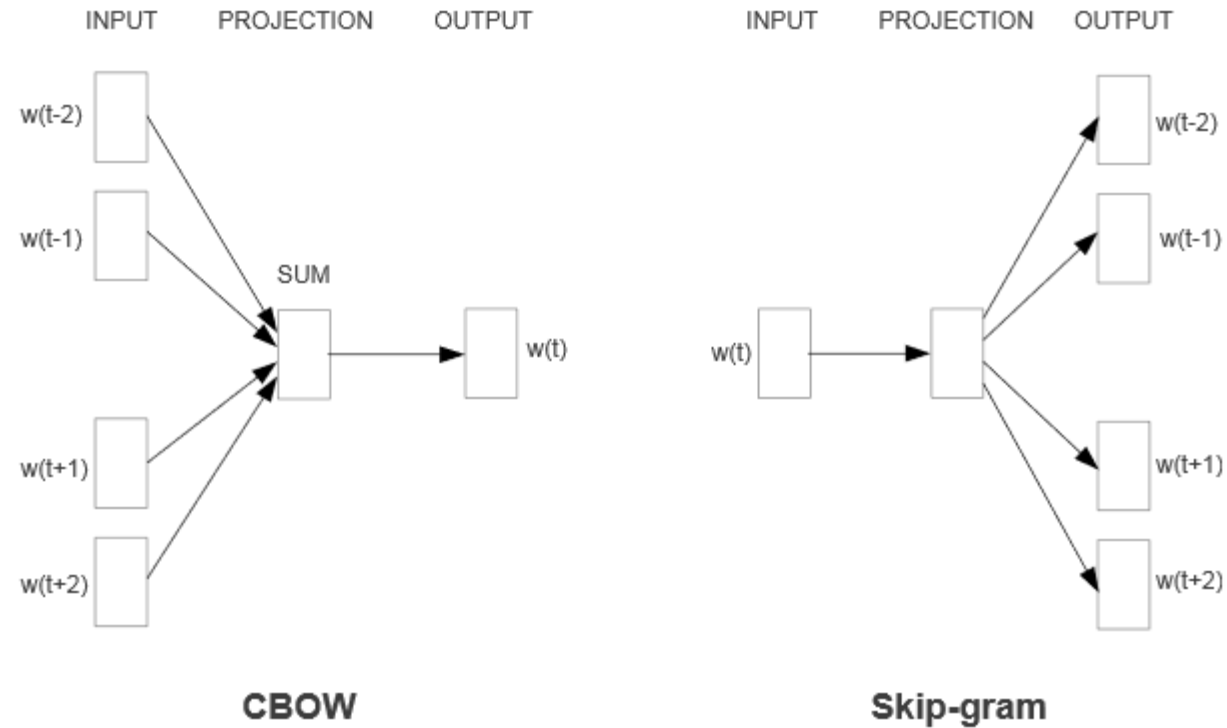 INPUT PROJECTION OUTPUT
w(t-2)
w(t-1)
SUM
w(t)
w(t+1)
w(t+2)
CBOW
INPUT PROJECTION OUTPUT
w(t-2)
w(t-1)
w(t)
w(t+1)
w(t+2)
Skip-gram